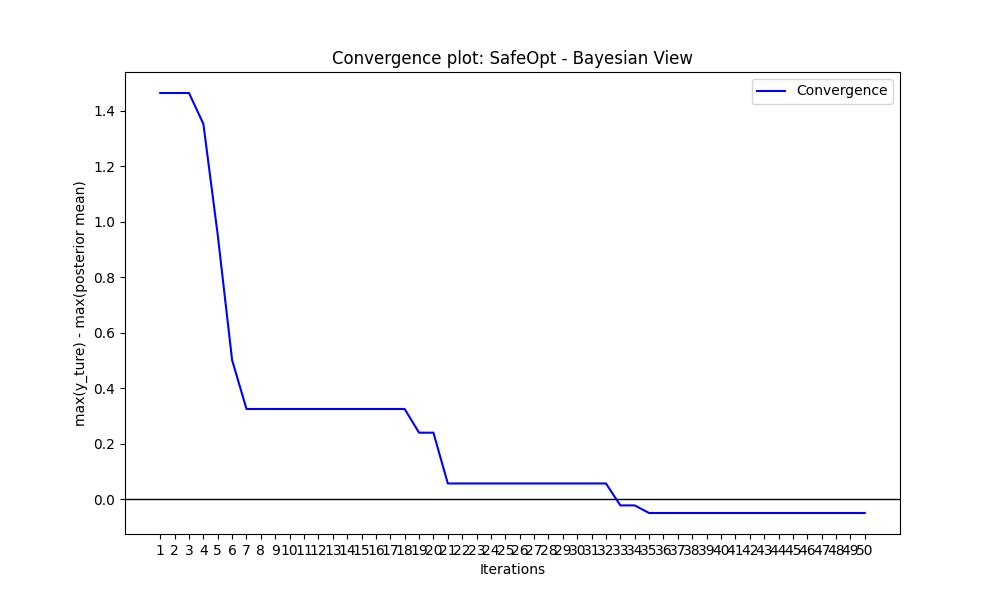 Convergence plot: SafeOpt - Bayesian View
Convergence
max(y_ture) - max(posterior mean)
1.4
1.2
1.0
0.8
0.6
0.4
0.2
0.0
1 2 3 4 5 6 7 8 9 10 11 12 13 14 15 16 17 18 19 20 21 22 23 24 25 26 27 28 29 30 31 32 33 34 35 36 37 38 39 40 41 42 43 44 45 46 47 48 49 50
Iterations